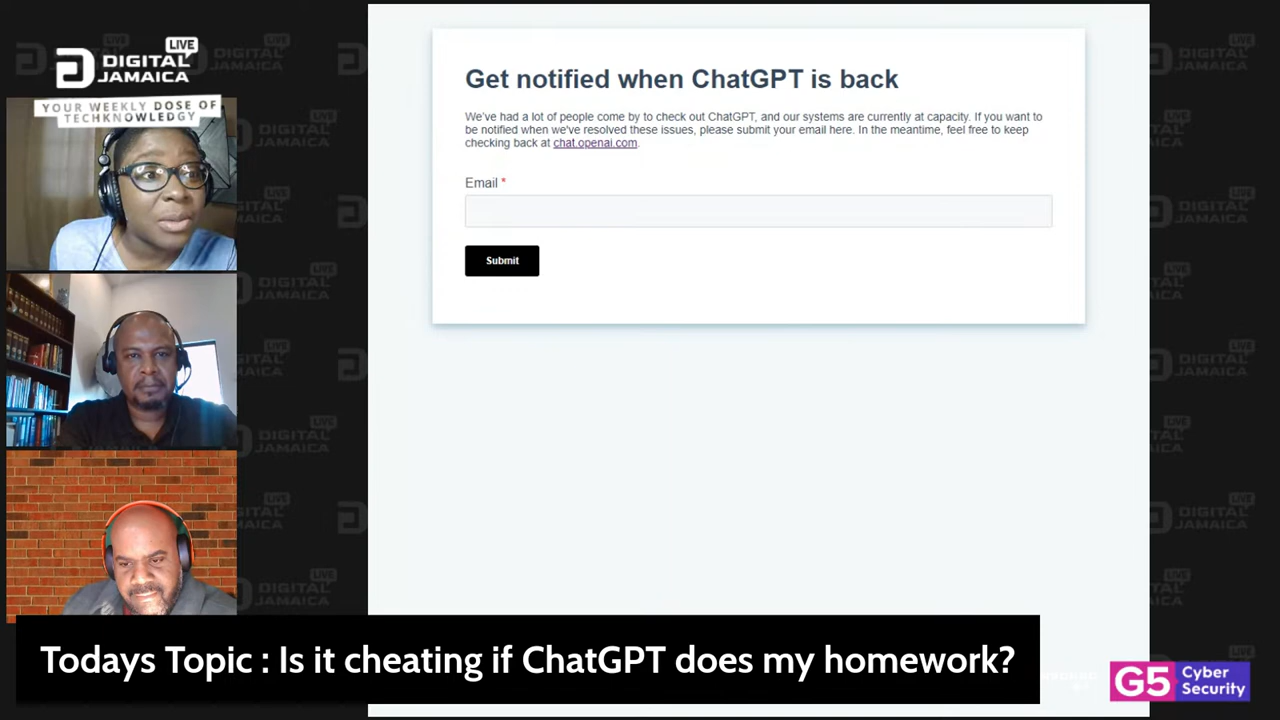 LIVE
DIGITAL
JAMAICA
YOUR WEEKLY DOSE OF
TECHKNOWLEDGY
Get notified when ChatGPT is back
We've had a lot of people come by to check out ChatGPT, and our systems are currently at capacity. If you want to
be notified when we've resolved these issues, please submit your email here. In the meantime, feel free to keep
checking back at chat.openai.com.
Email *
Submit
Todays Topic : Is it cheating if ChatGPT does my homework?
G5 Cyber
Security